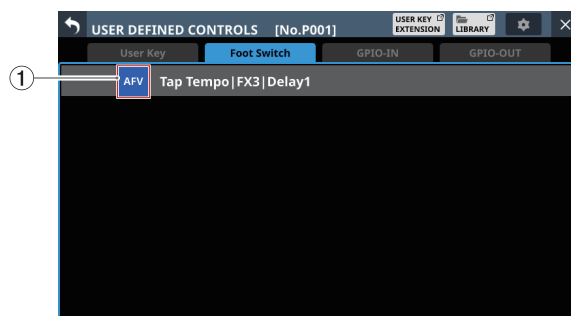 USER DEFINED CONTROLS [No.P001]
USER KEY
EXTENSION
LIBRARY
User Key
Foot Switch
GPIO-IN
GPIO-OUT
1
AFV
Tap Tempo|FX3|Delay1